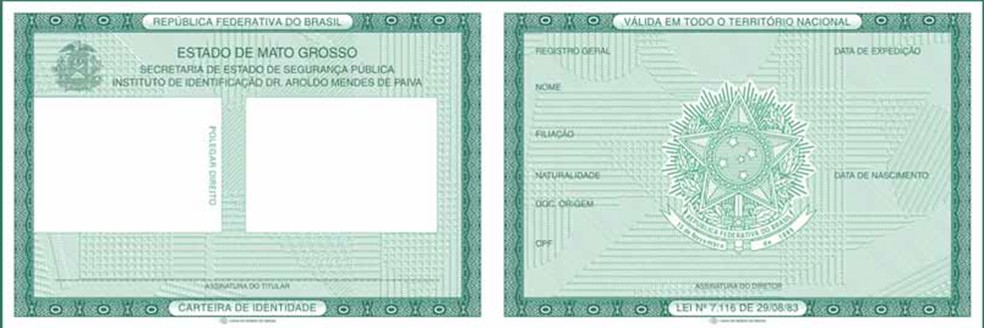 REPÚBLICA FEDERATIVA DO BRASIL
ESTADO DE MATO GROSSO
SECRETARIA DE ESTADO DE SEGURANÇA PÚBLICA
INSTITUTO DE IDENTIFICAÇÃO DR. AROLDO MENDES DE PAIVA
POLEGAR DIREITO
ASSINATURA DO TITULAR
CARTEIRA DE IDENTIDADE
VÁLIDA EM TODO O TERRITÓRIO NACIONAL
REGISTRO GERAL
DATA DE EXPEDIÇÃO
NOME
FILIAÇÃO
NATURALIDADE
DATA DE NASCIMENTO
DOC. ORIGEM
CPF
REPÚBLICA FEDERATIVA DO BRASIL
15 de Novembro de 1889
ASSINATURA DO DIRETOR
LEI Nº 7.116 DE 29/08/83